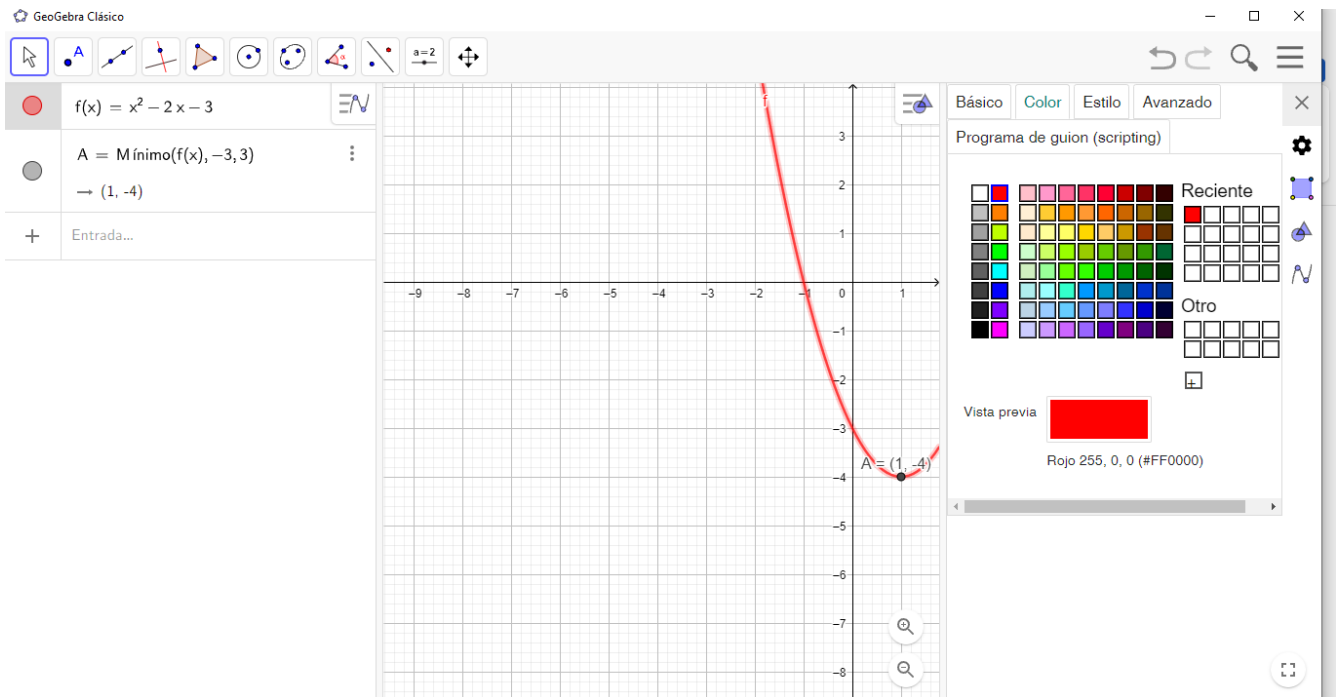 GeoGebra Clásico
A
α
a=2
f(x) = x² – 2 x – 3
A = Mínimo(f(x), –3, 3)
→ (1, -4)
+ Entrada...
f
3
2
1
–9 –8 –7 –6 –5 –4 –3 –2 –1 0 1
–1
–2
–3
A = (1, -4)
–4
–5
–6
–7
–8
Básico Color Estilo Avanzado
Programa de guion (scripting)
Reciente
Otro
+
Vista previa
Rojo 255, 0, 0 (#FF0000)